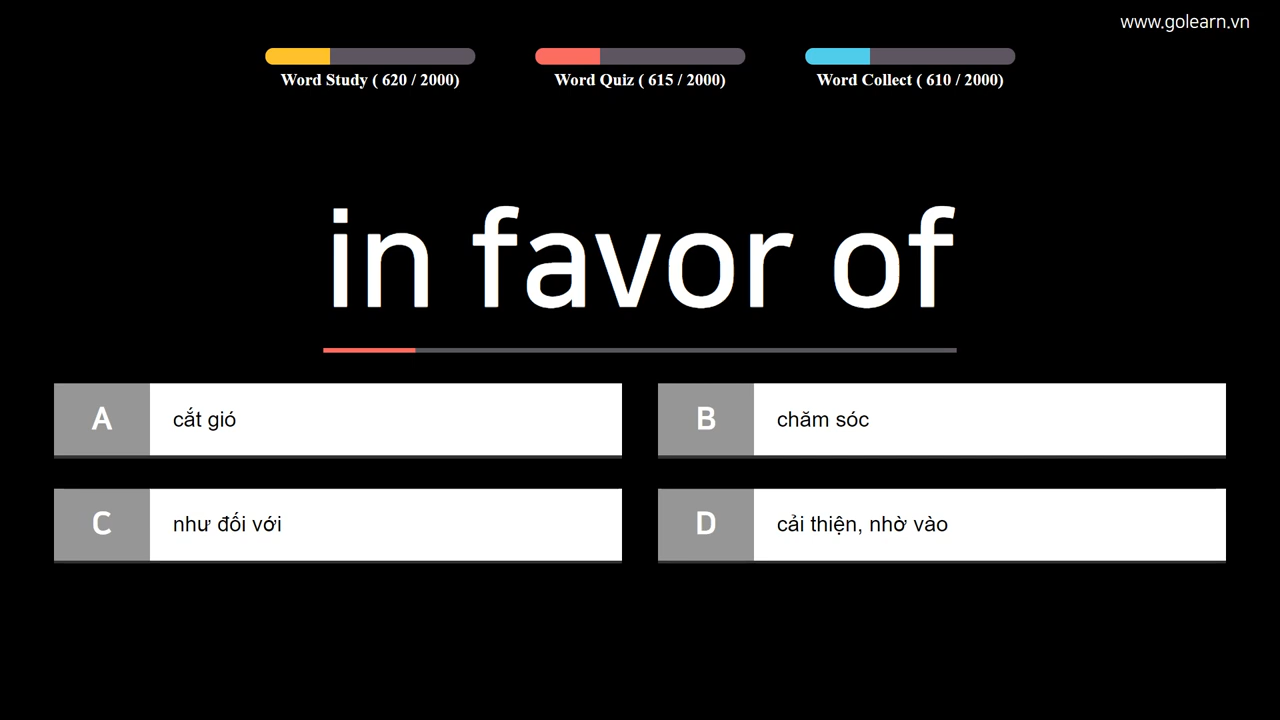 www.golearn.vn
Word Study ( 620 / 2000)
Word Quiz ( 615 / 2000)
Word Collect ( 610 / 2000)
in favor of
A cắt gió
B chăm sóc
C như đối với
D cải thiện, nhờ vào